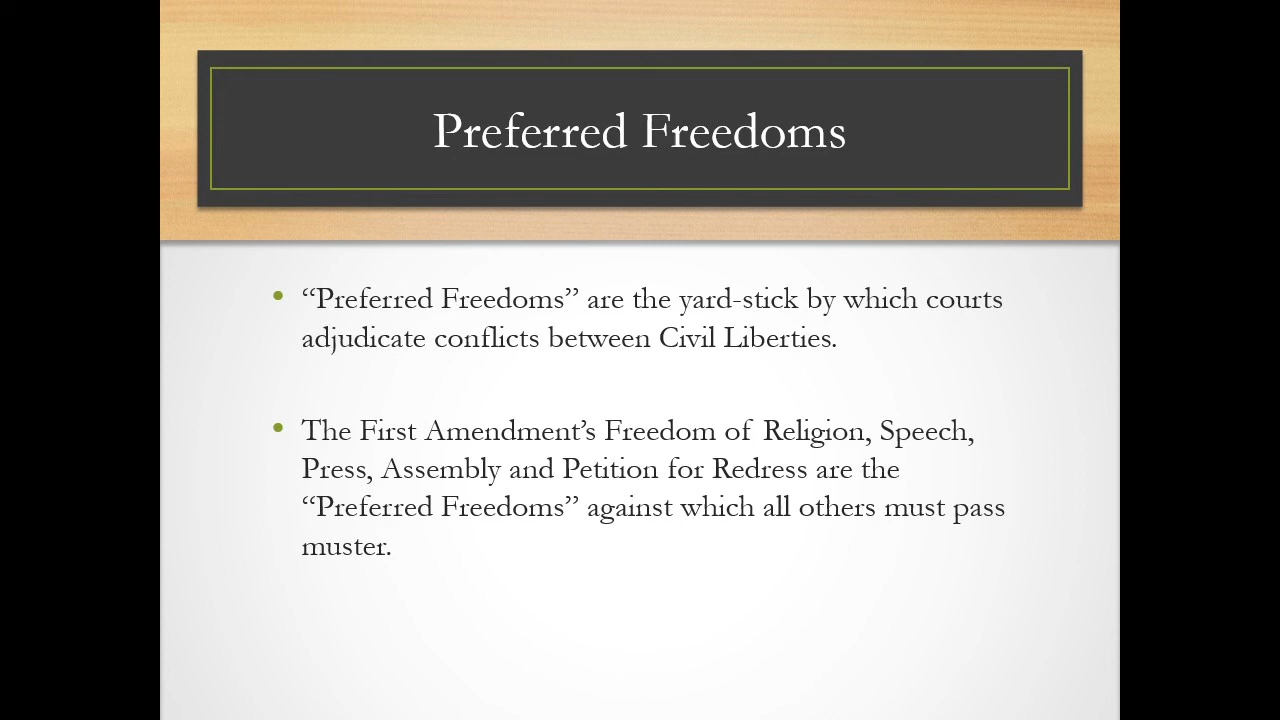 Preferred Freedoms
• “Preferred Freedoms” are the yard-stick by which courts
adjudicate conflicts between Civil Liberties.
• The First Amendment’s Freedom of Religion, Speech,
Press, Assembly and Petition for Redress are the
“Preferred Freedoms” against which all others must pass
muster.